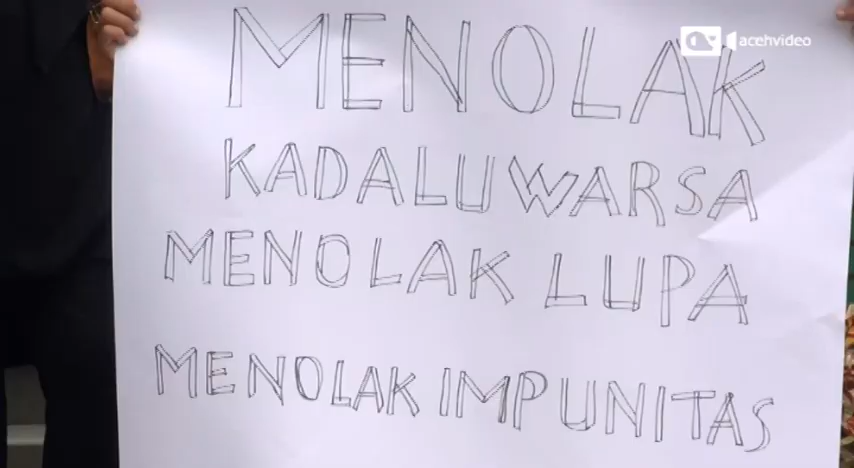 acehvideo
MENOLAK
KADALUWARSA
MENOLAK LUPA
MENOLAK IMPUNITAS